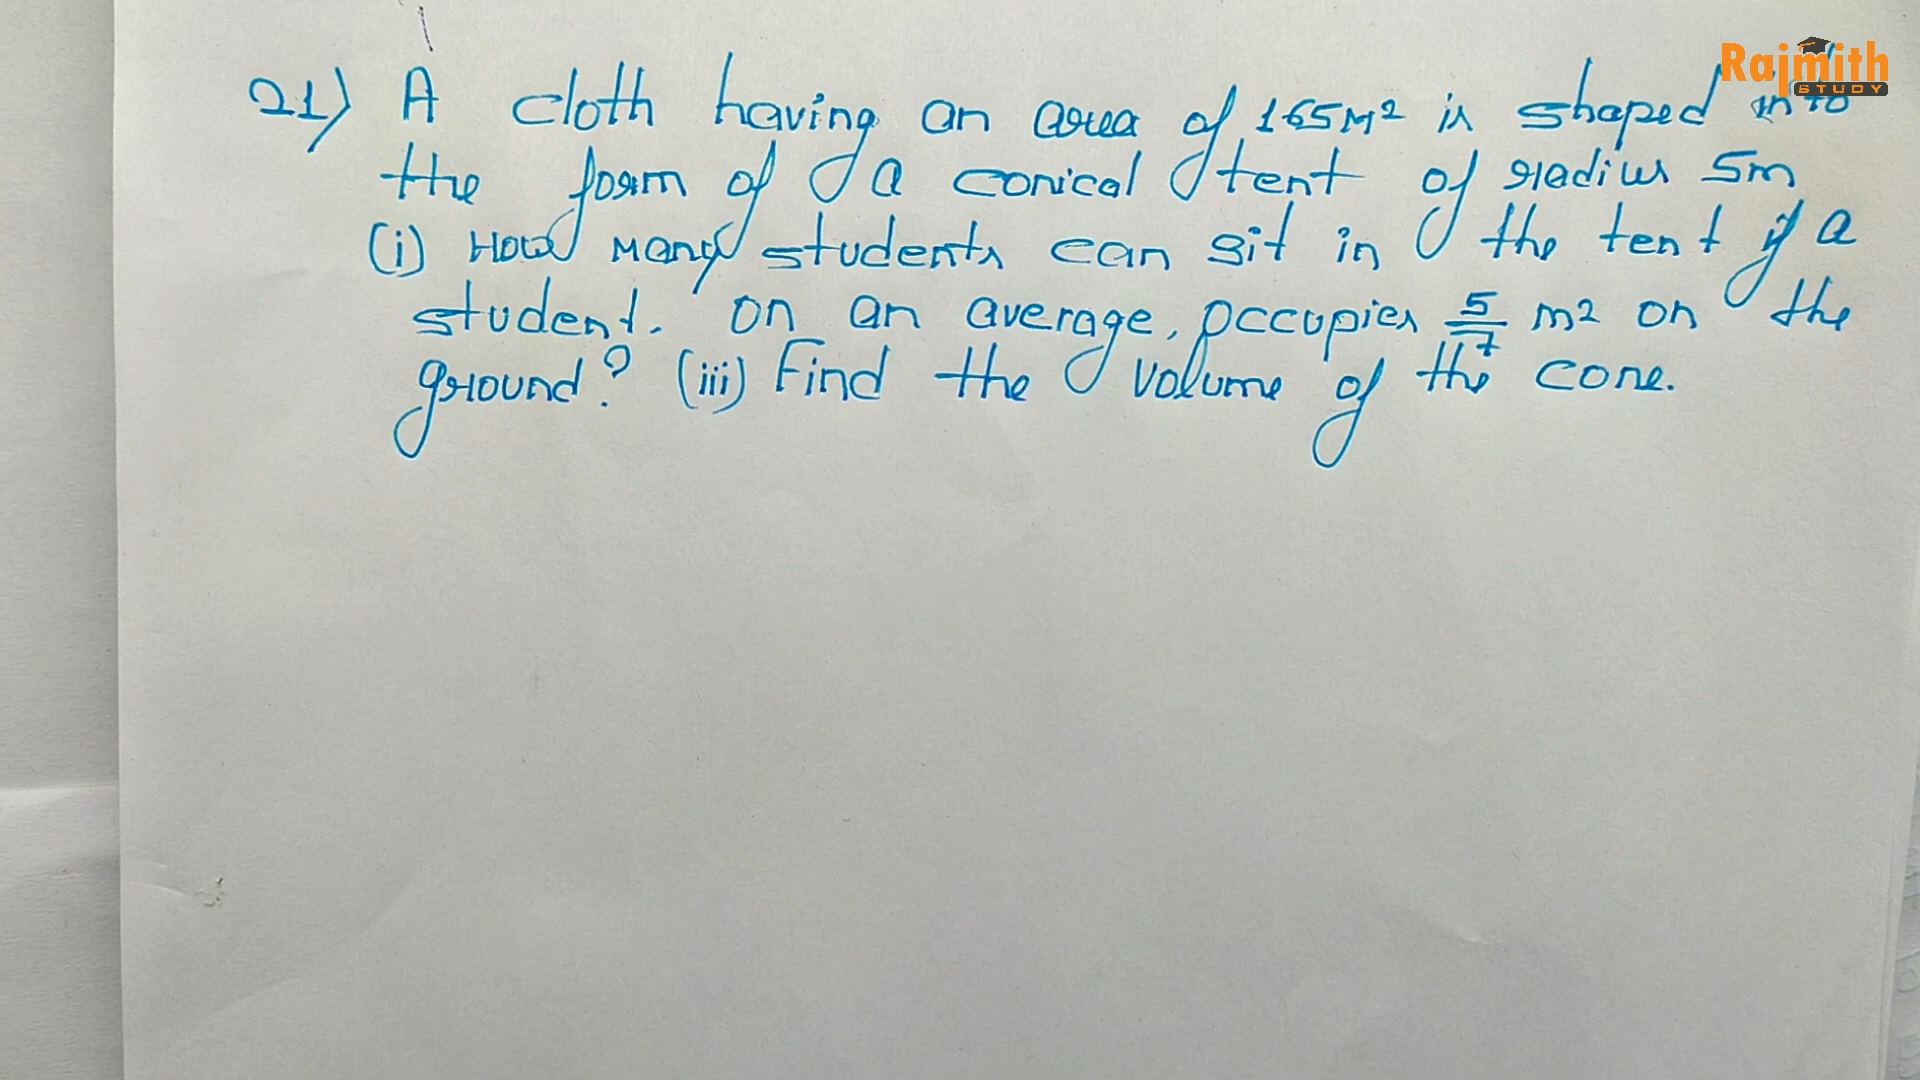 Rajmith
STUDY
21) A cloth having an area of 165M² is shaped into
the form of a conical tent of radius 5m
(i) How many students can sit in the tent if a
student. on an average, occupies 5/7 m² on the
ground? (iii) Find the volume of the cone.